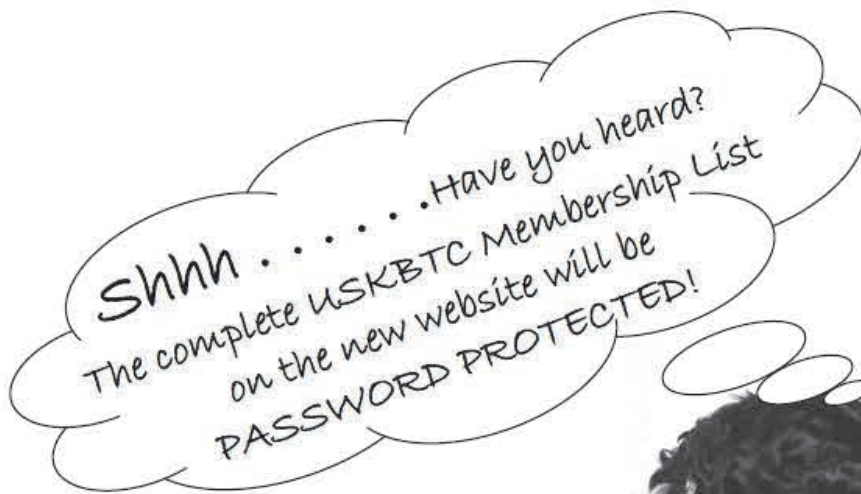 Shhh . . . . . . Have you heard?
The complete USKBTC Membership List
on the new website will be
PASSWORD PROTECTED!